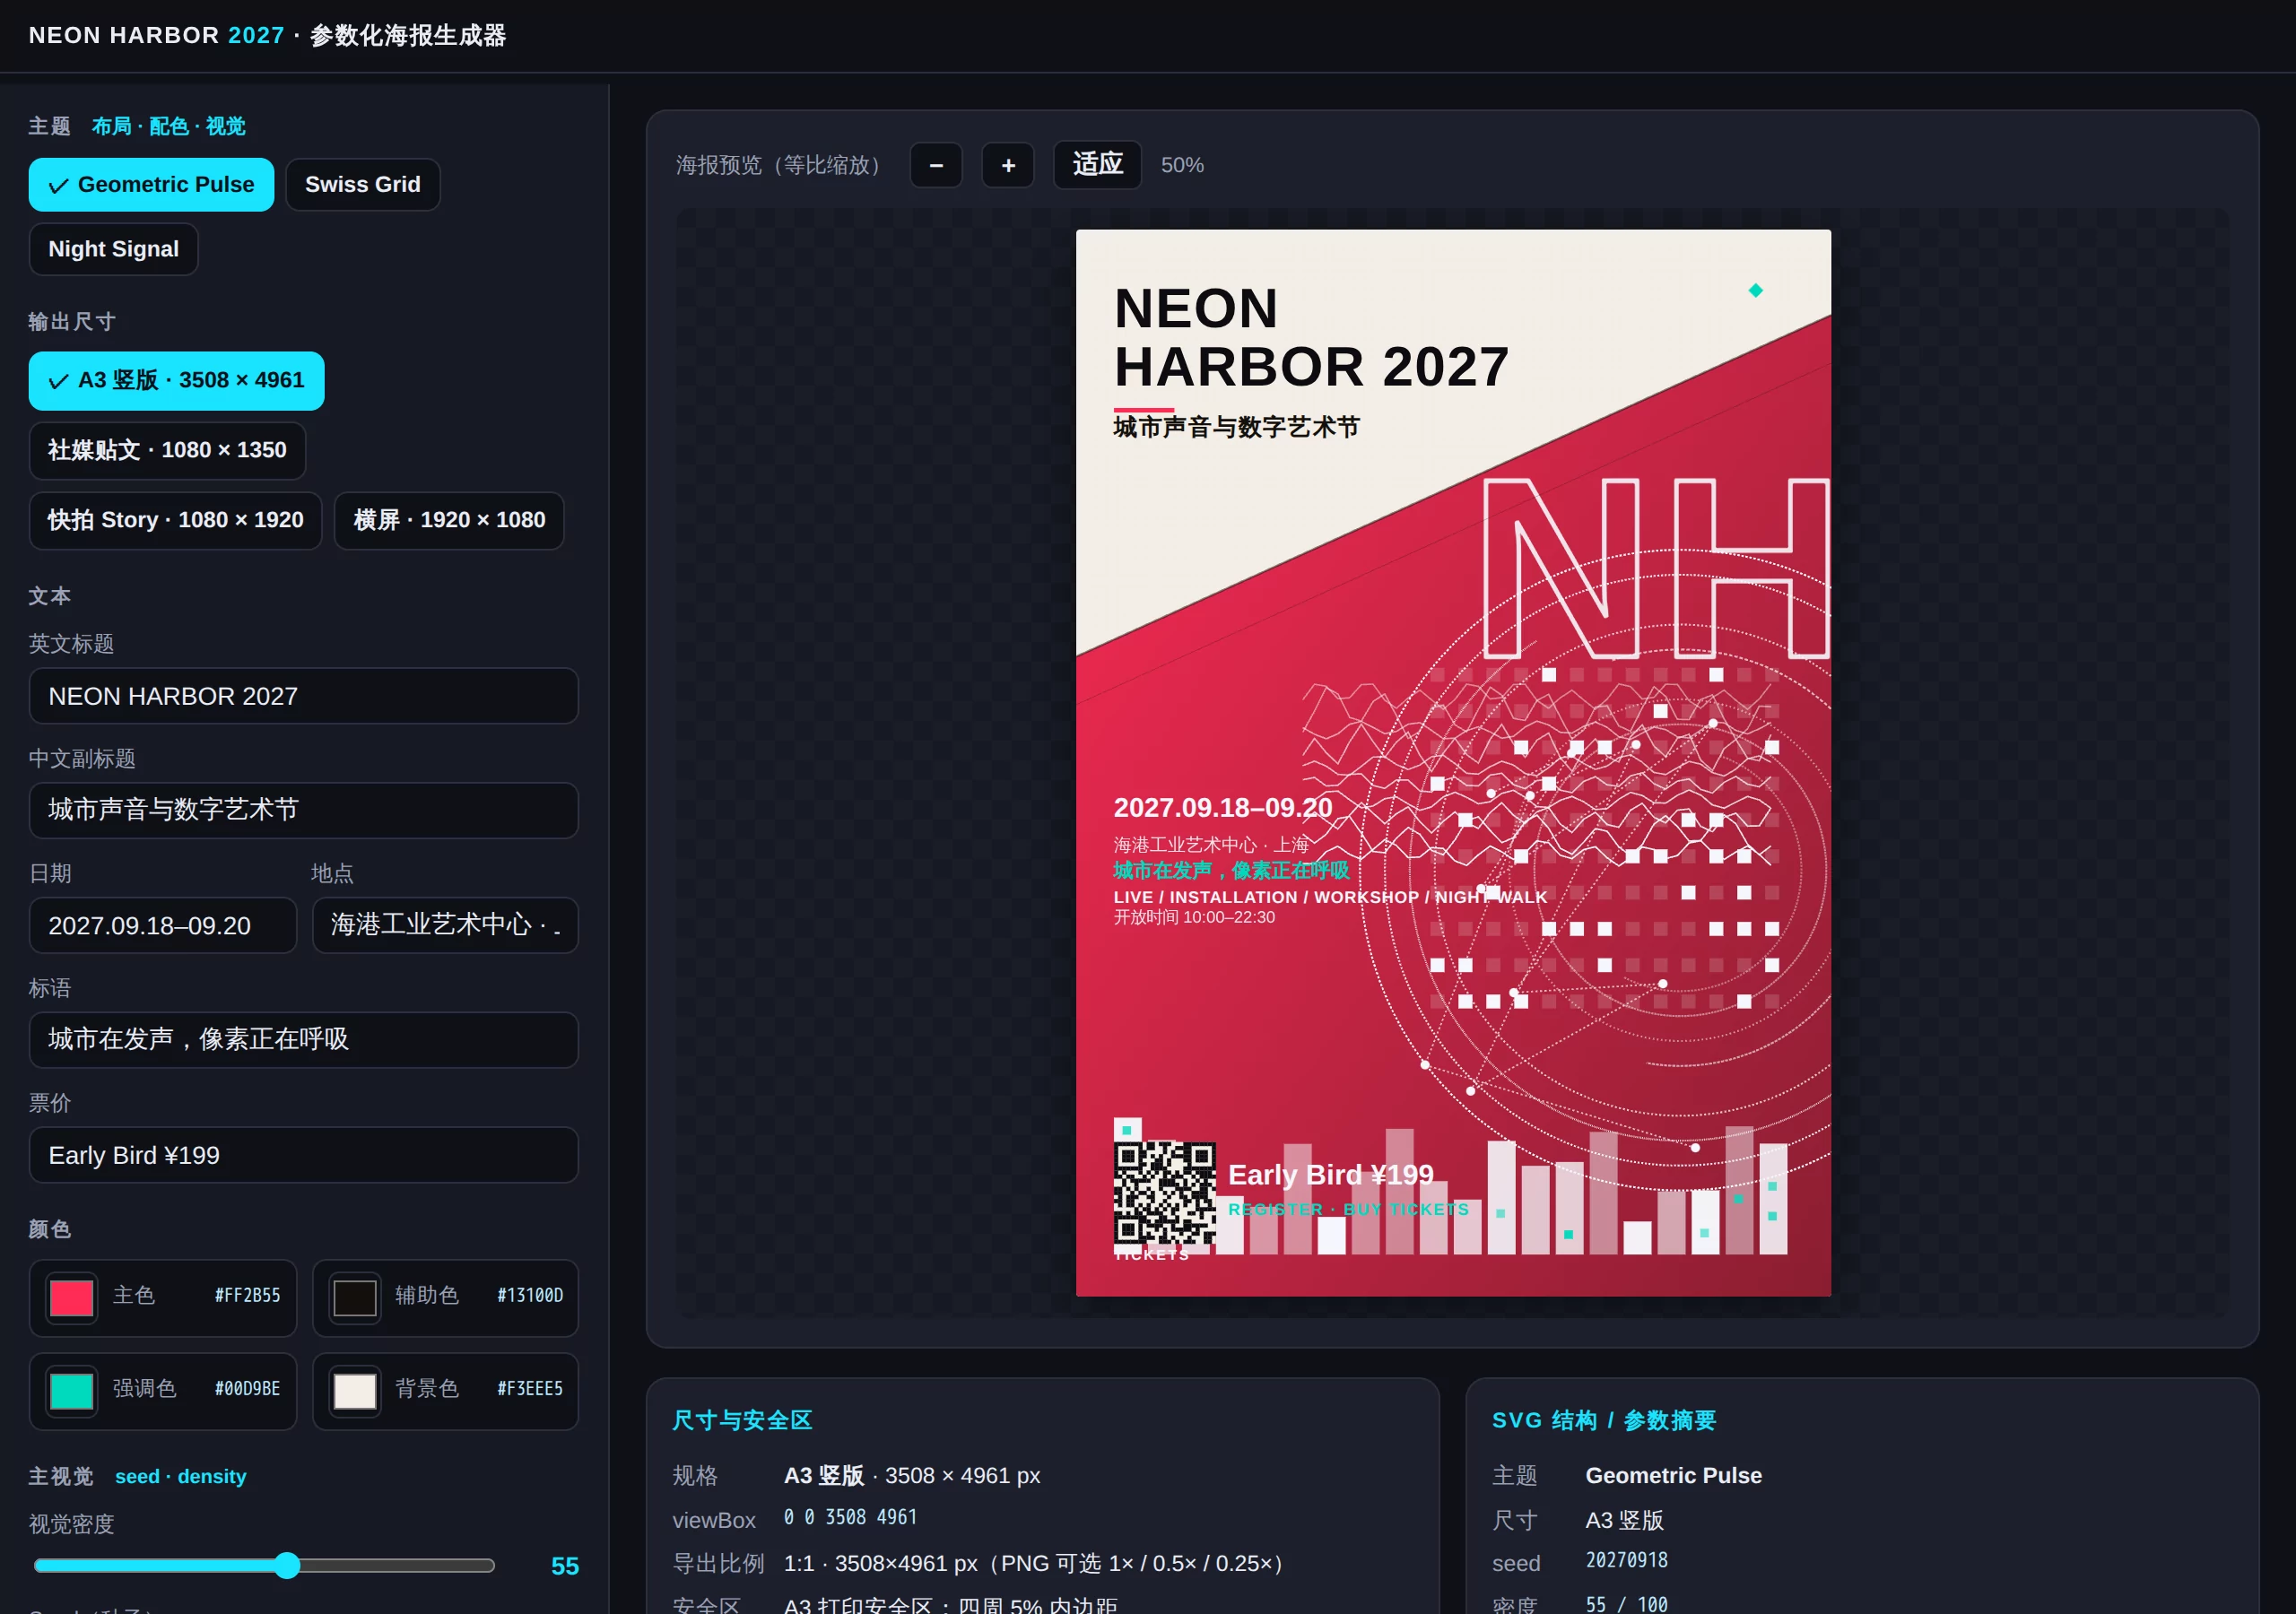 NEON HARBOR 2027 · 参数化海报生成器
主题 布局 · 配色 · 视觉
✓ Geometric Pulse
Swiss Grid
Night Signal
输出尺寸
✓ A3 竖版 · 3508 × 4961
社媒贴文 · 1080 × 1350
快拍 Story · 1080 × 1920
横屏 · 1920 × 1080
文本
英文标题
NEON HARBOR 2027
中文副标题
城市声音与数字艺术节
日期
地点
2027.09.18–09.20
海港工业艺术中心 ·
标语
城市在发声，像素正在呼吸
票价
Early Bird ¥199
颜色
主色 #FF2B55
辅助色 #13100D
强调色 #00D9BE
背景色 #F3EEE5
主视觉 seed · density
视觉密度
55
海报预览（等比缩放）
−
+
适应
50%
NEON
HARBOR 2027
城市声音与数字艺术节
NH
2027.09.18–09.20
海港工业艺术中心 · 上海
城市在发声，像素正在呼吸
LIVE / INSTALLATION / WORKSHOP / NIGHT WALK
开放时间 10:00–22:30
Early Bird ¥199
REGISTER · BUY TICKETS
TICKETS
尺寸与安全区
规格 A3 竖版 · 3508 × 4961 px
viewBox 0 0 3508 4961
导出比例 1:1 · 3508×4961 px（PNG 可选 1× / 0.5× / 0.25×）
安全区 A3 打印安全区：四周 5% 内边距
SVG 结构 / 参数摘要
主题 Geometric Pulse
尺寸 A3 竖版
seed 20270918
密度 55 / 100